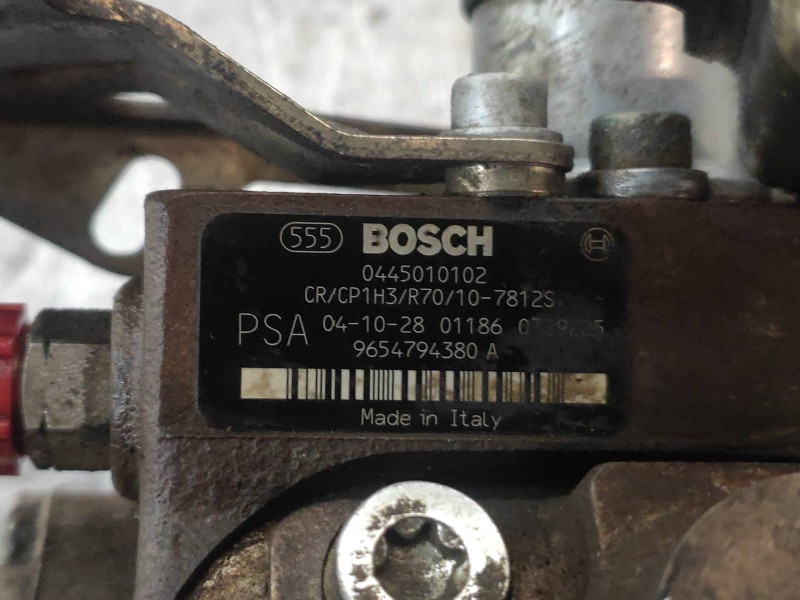 555 BOSCH
0445010102
CR/CP1H3/R70/10-7812S
PSA 04-10-28 01186
9654794380 A
Made in Italy